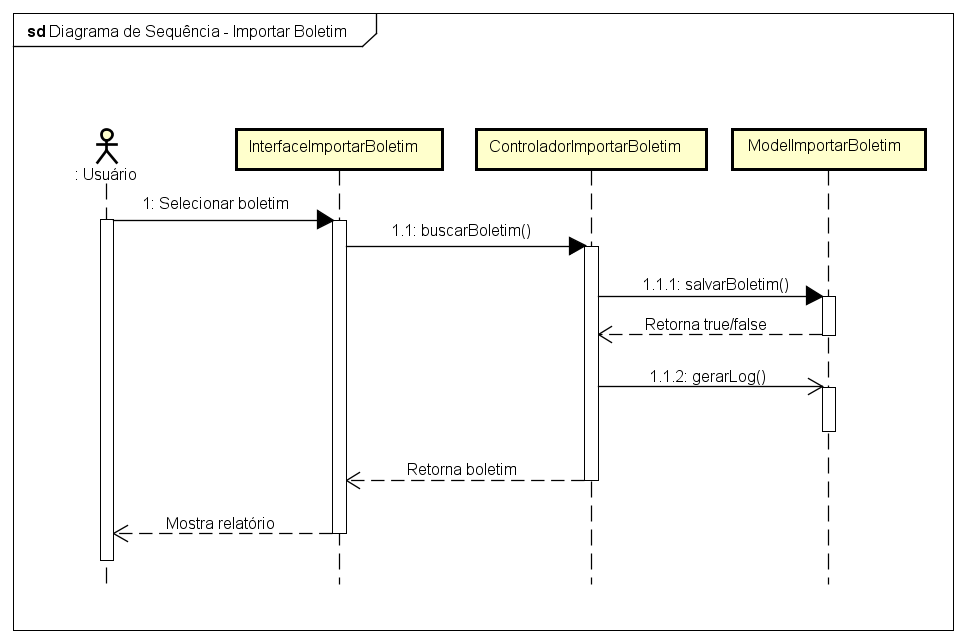 sd Diagrama de Sequência - Importar Boletim
: Usuário
InterfaceImportarBoletim
ControladorImportarBoletim
ModelImportarBoletim
1: Selecionar boletim
1.1: buscarBoletim()
1.1.1: salvarBoletim()
Retorna true/false
1.1.2: gerarLog()
Retorna boletim
Mostra relatório